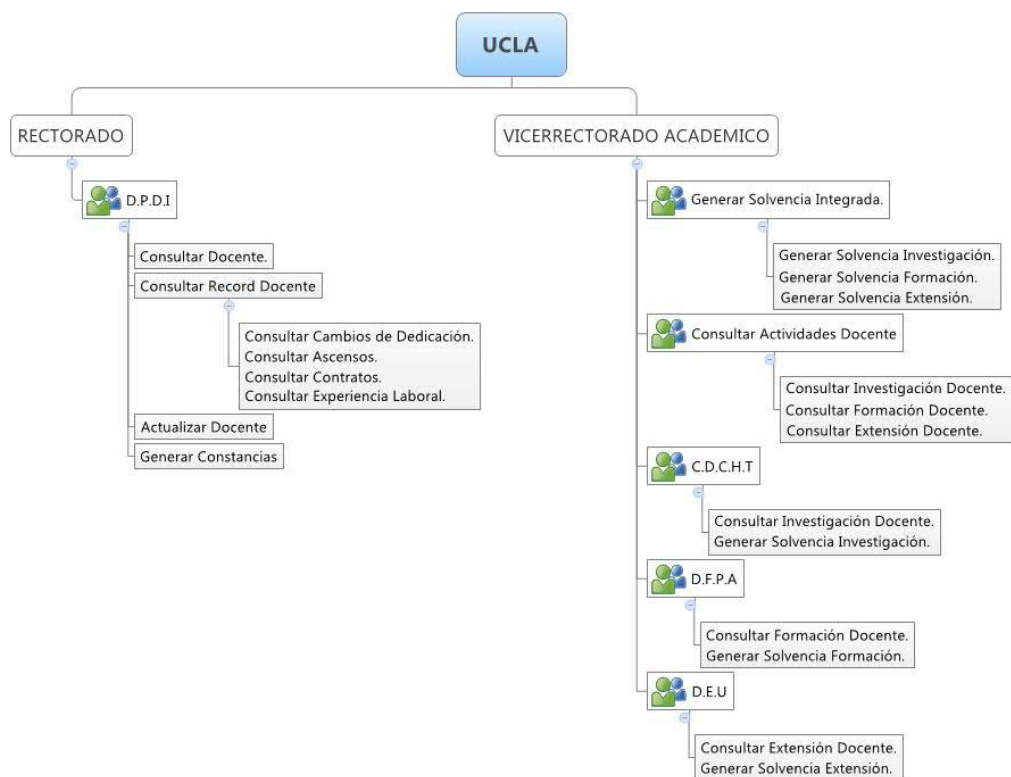 UCLA
RECTORADO
D.P.D.I
Consultar Docente.
Consultar Record Docente
Consultar Cambios de Dedicación.
Consultar Ascensos.
Consultar Contratos.
Consultar Experiencia Laboral.
Actualizar Docente
Generar Constancias
VICERRECTORADO ACADEMICO
Generar Solvencia Integrada.
Generar Solvencia Investigación.
Generar Solvencia Formación.
Generar Solvencia Extensión.
Consultar Actividades Docente
Consultar Investigación Docente.
Consultar Formación Docente.
Consultar Extensión Docente.
C.D.C.H.T
Consultar Investigación Docente.
Generar Solvencia Investigación.
D.F.P.A
Consultar Formación Docente.
Generar Solvencia Formación.
D.E.U
Consultar Extensión Docente.
Generar Solvencia Extensión.